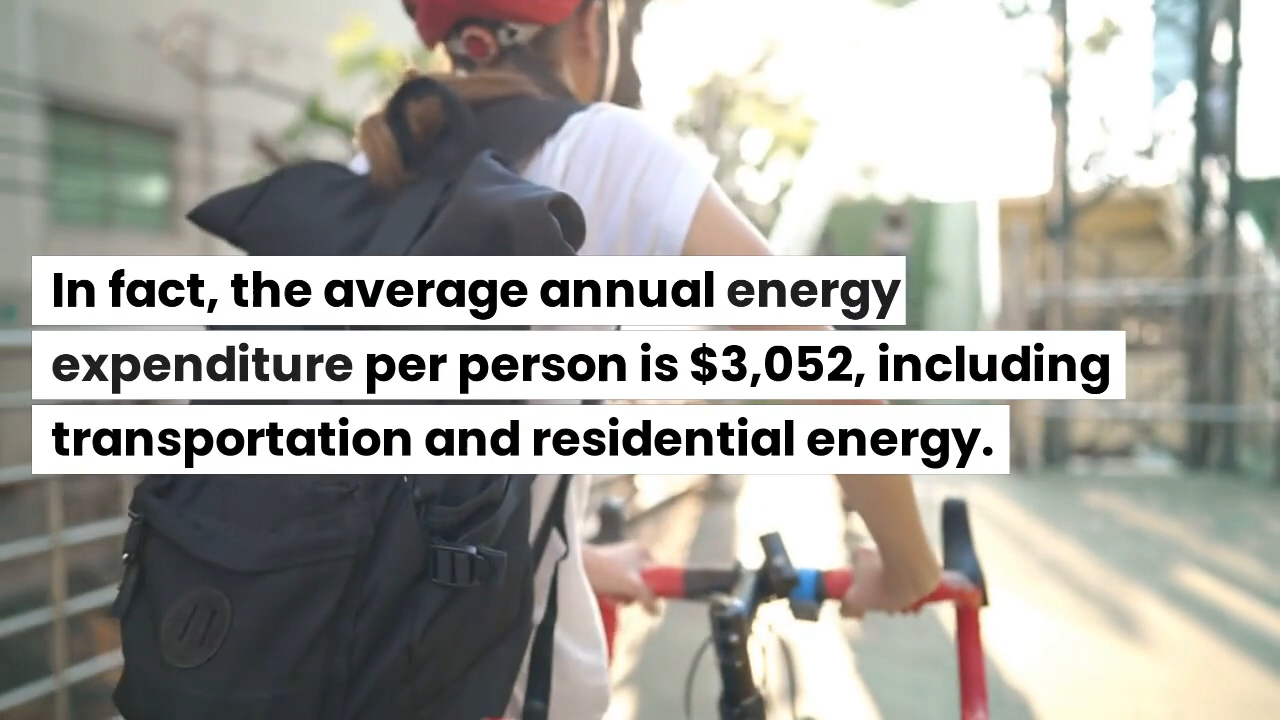 In fact, the average annual energy
expenditure per person is $3,052, including
transportation and residential energy.